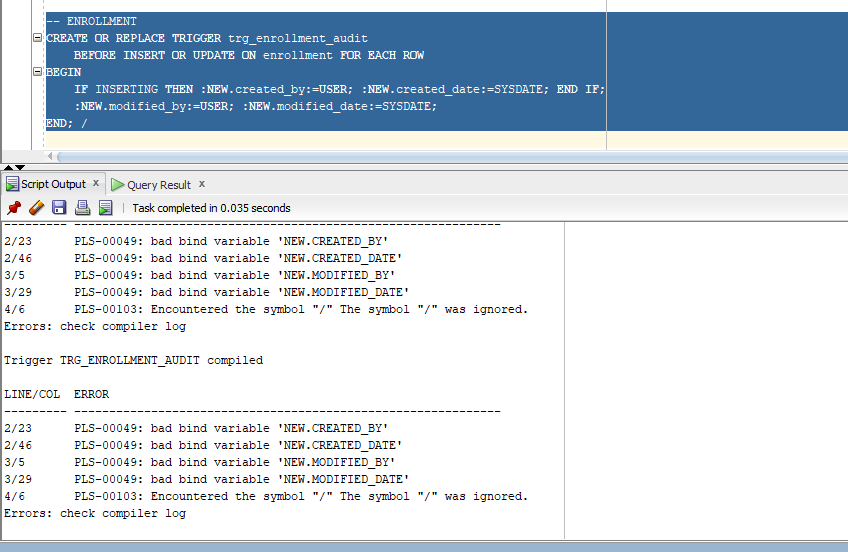 -- ENROLLMENT
CREATE OR REPLACE TRIGGER trg_enrollment_audit
BEFORE INSERT OR UPDATE ON enrollment FOR EACH ROW
BEGIN
IF INSERTING THEN :NEW.created_by:=USER; :NEW.created_date:=SYSDATE; END IF;
:NEW.modified_by:=USER; :NEW.modified_date:=SYSDATE;
END; /
Script Output x Query Result x
Task completed in 0.035 seconds
--------- -------------------------------------------------------------
2/23 PLS-00049: bad bind variable 'NEW.CREATED_BY'
2/46 PLS-00049: bad bind variable 'NEW.CREATED_DATE'
3/5 PLS-00049: bad bind variable 'NEW.MODIFIED_BY'
3/29 PLS-00049: bad bind variable 'NEW.MODIFIED_DATE'
4/6 PLS-00103: Encountered the symbol "/" The symbol "/" was ignored.
Errors: check compiler log
Trigger TRG_ENROLLMENT_AUDIT compiled
LINE/COL ERROR
--------- -------------------------------------------------------------
2/23 PLS-00049: bad bind variable 'NEW.CREATED_BY'
2/46 PLS-00049: bad bind variable 'NEW.CREATED_DATE'
3/5 PLS-00049: bad bind variable 'NEW.MODIFIED_BY'
3/29 PLS-00049: bad bind variable 'NEW.MODIFIED_DATE'
4/6 PLS-00103: Encountered the symbol "/" The symbol "/" was ignored.
Errors: check compiler log